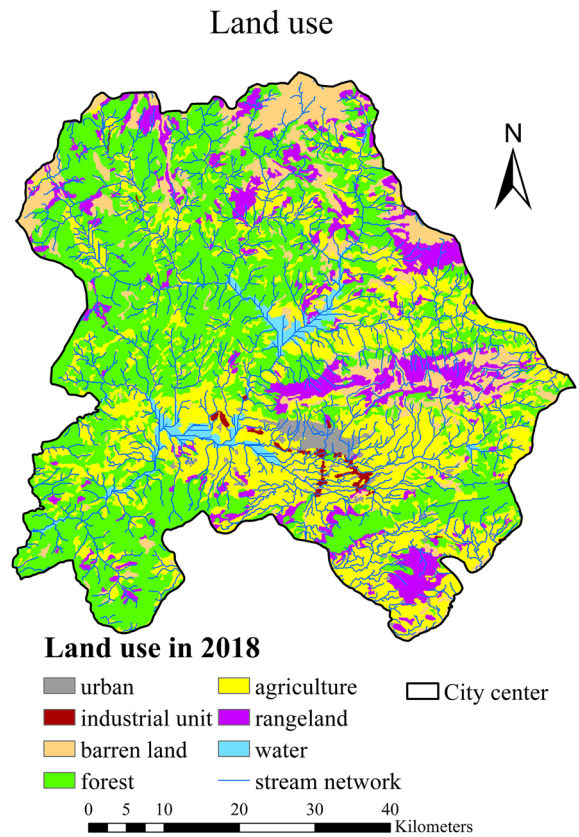 Land use
N
Land use in 2018
urban agriculture City center
industrial unit rangeland
barren land water
forest stream network
0 5 10 20 30 40
Kilometers